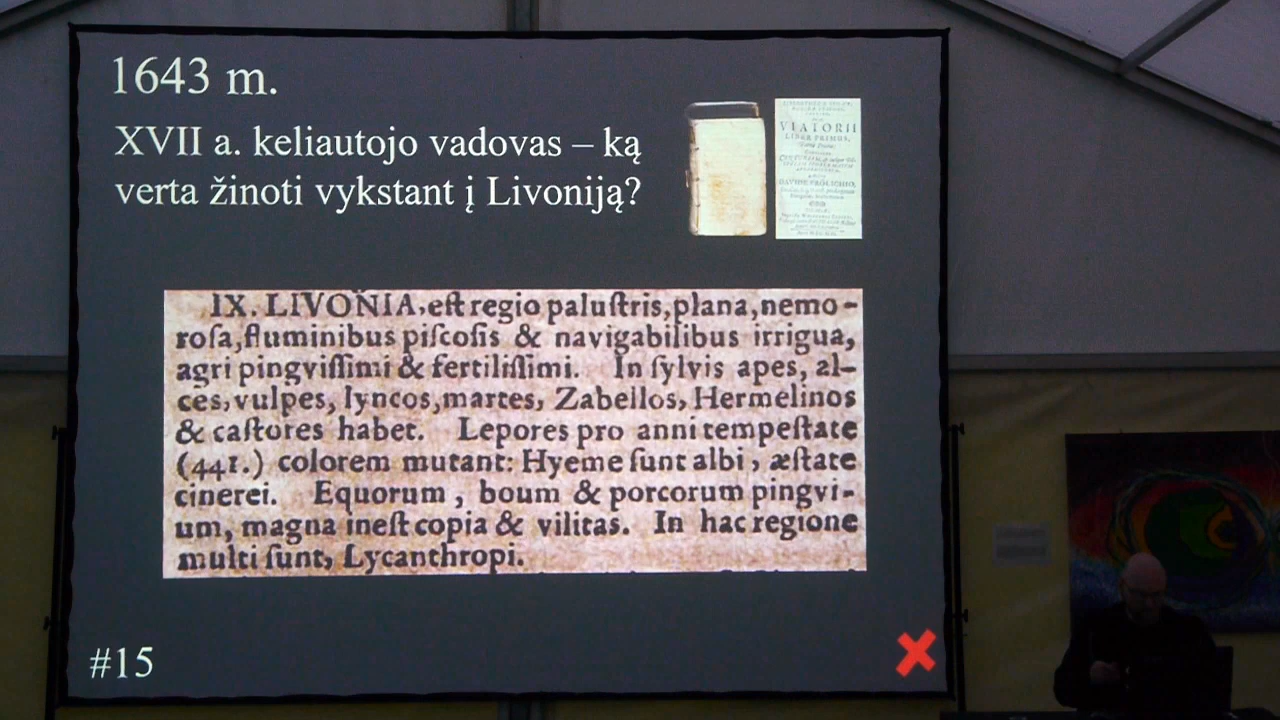 1643 m.
XVII a. keliautojo vadovas – ką
verta žinoti vykstant į Livoniją?
VIATORII
LIBER PRIMUS,
IX. LIVONIA, eſt regio paluſtris, plana, nemo-
roſa, fluminibus piſcoſis & navigabilibus irrigua,
agri pingviſſimi & fertiliſſimi. In ſylvis apes, al-
ces, vulpes, lyncos, martes, Zabellos, Hermelinos
& caſtores habet. Lepores pro anni tempeſtate
(441.) colorem mutant: Hyeme ſunt albi, æſtate
cinerei. Equorum, boum & porcorum pingvi-
um, magna ineſt copia & vilitas. In hac regione
multi ſunt, Lycanthropi.
#15